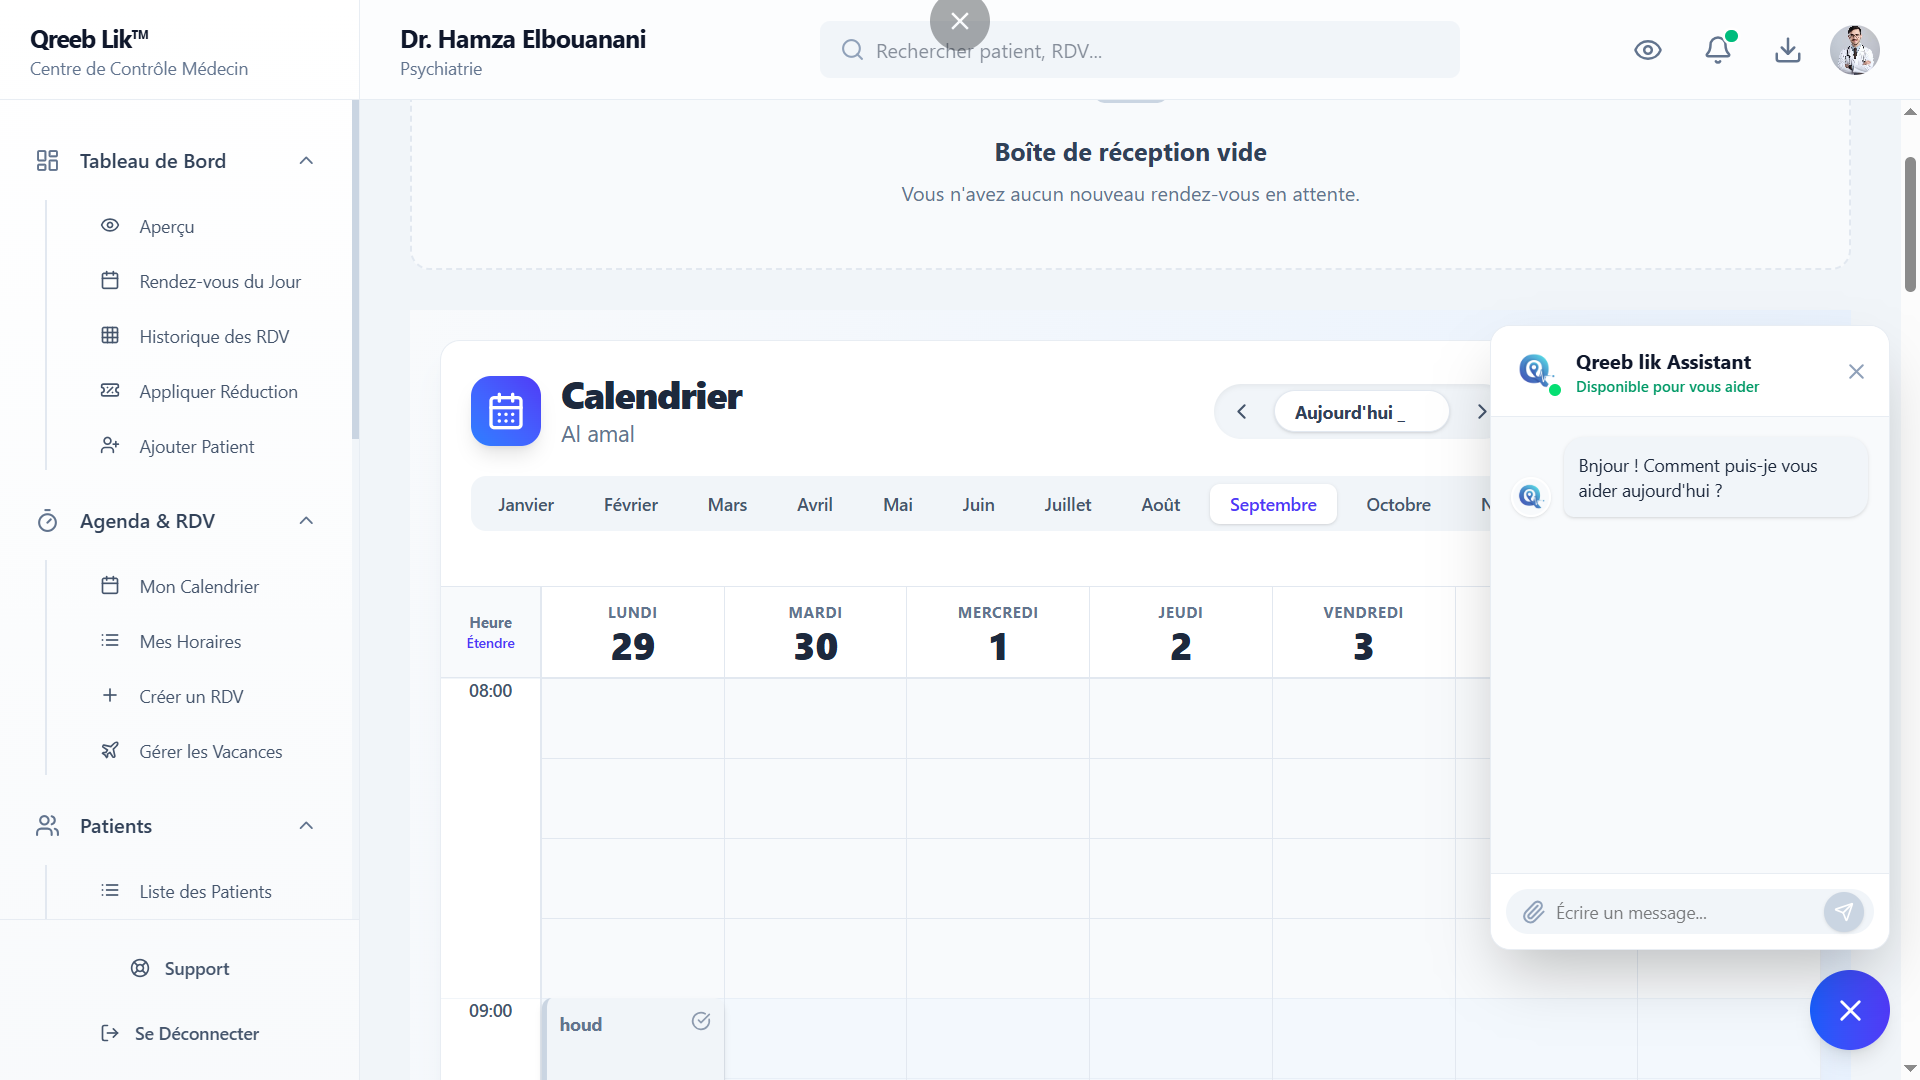 Qreeb Lik™
Centre de Contrôle Médecin
Dr. Hamza Elbouanani
Psychiatrie
Rechercher patient, RDV...
Tableau de Bord
Aperçu
Rendez-vous du Jour
Historique des RDV
Appliquer Réduction
Ajouter Patient
Agenda & RDV
Mon Calendrier
Mes Horaires
Créer un RDV
Gérer les Vacances
Patients
Liste des Patients
Support
Se Déconnecter
Boîte de réception vide
Vous n'avez aucun nouveau rendez-vous en attente.
Calendrier
Al amal
Aujourd'hui _
Janvier Février Mars Avril Mai Juin Juillet Août Septembre Octobre
Heure
Étendre
LUNDI
29
MARDI
30
MERCREDI
1
JEUDI
2
VENDREDI
3
08:00
09:00
houd
Qreeb lik Assistant
Disponible pour vous aider
Bnjour ! Comment puis-je vous
aider aujourd'hui ?
Écrire un message...